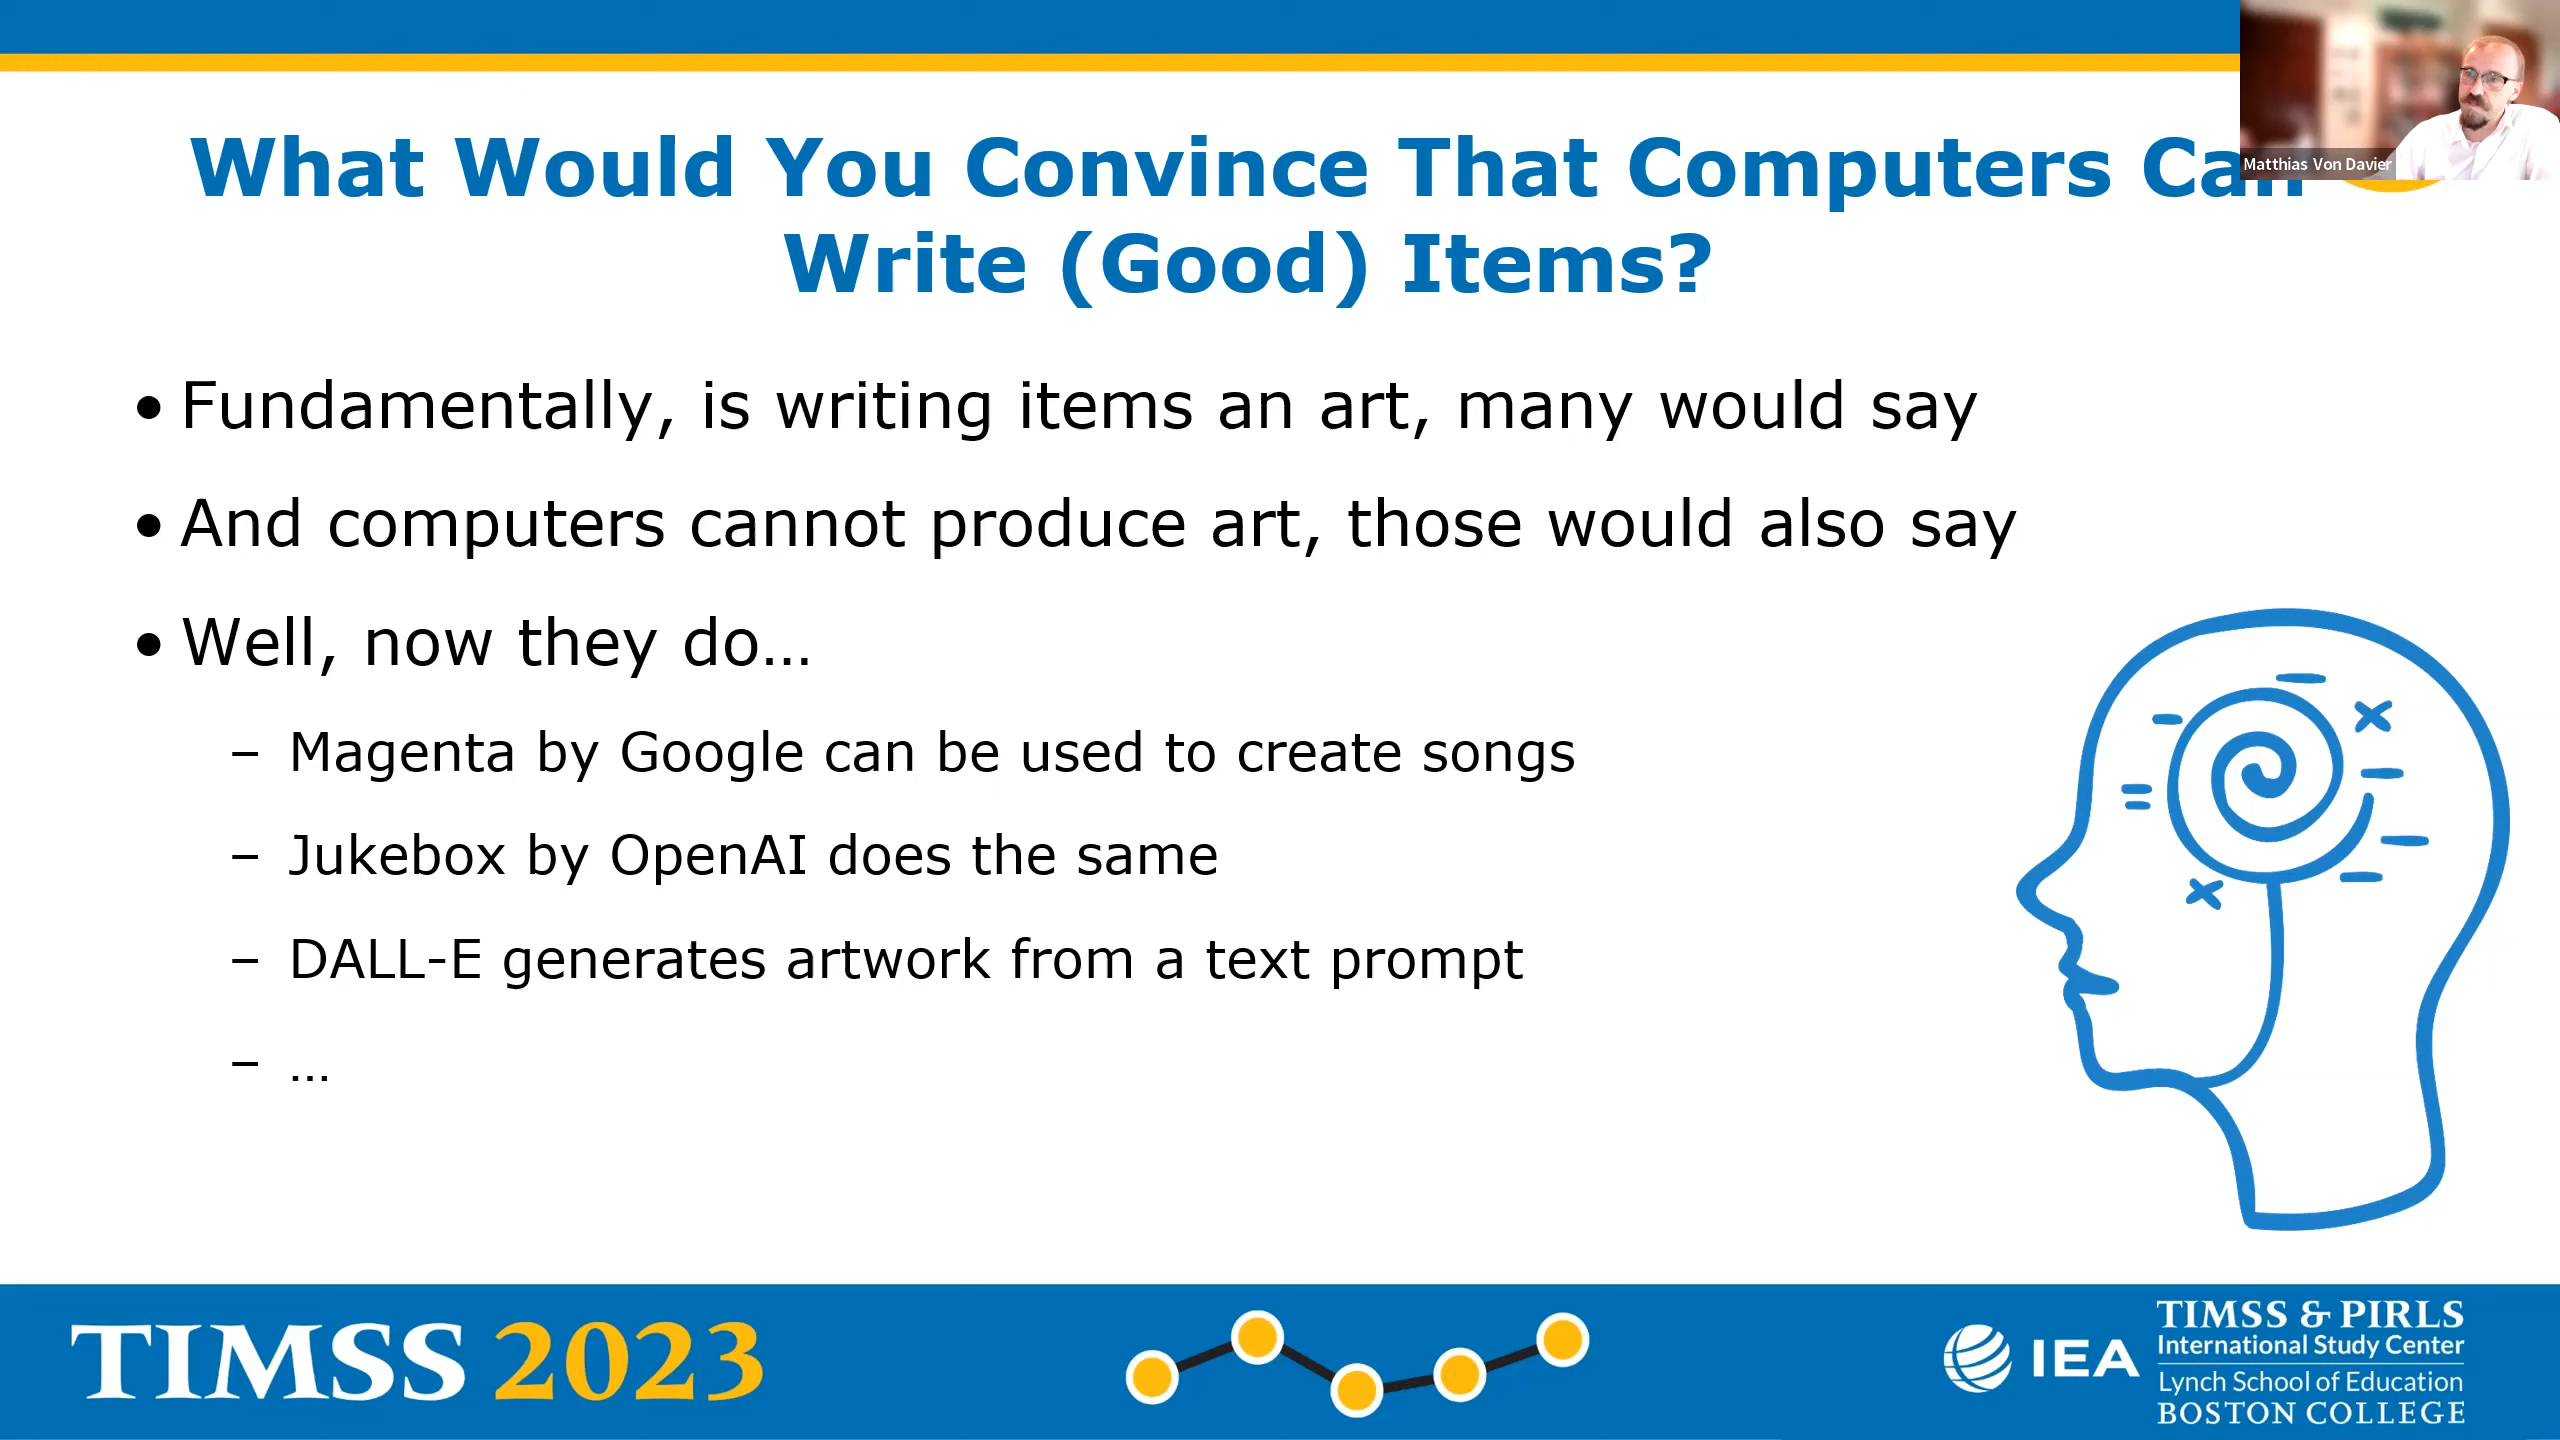 What Would You Convince That Computers Can
Write (Good) Items?
Matthias Von Davier
• Fundamentally, is writing items an art, many would say
• And computers cannot produce art, those would also say
• Well, now they do...
– Magenta by Google can be used to create songs
– Jukebox by OpenAI does the same
– DALL-E generates artwork from a text prompt
– ...
TIMSS 2023
IEA
TIMSS & PIRLS
International Study Center
Lynch School of Education
BOSTON COLLEGE